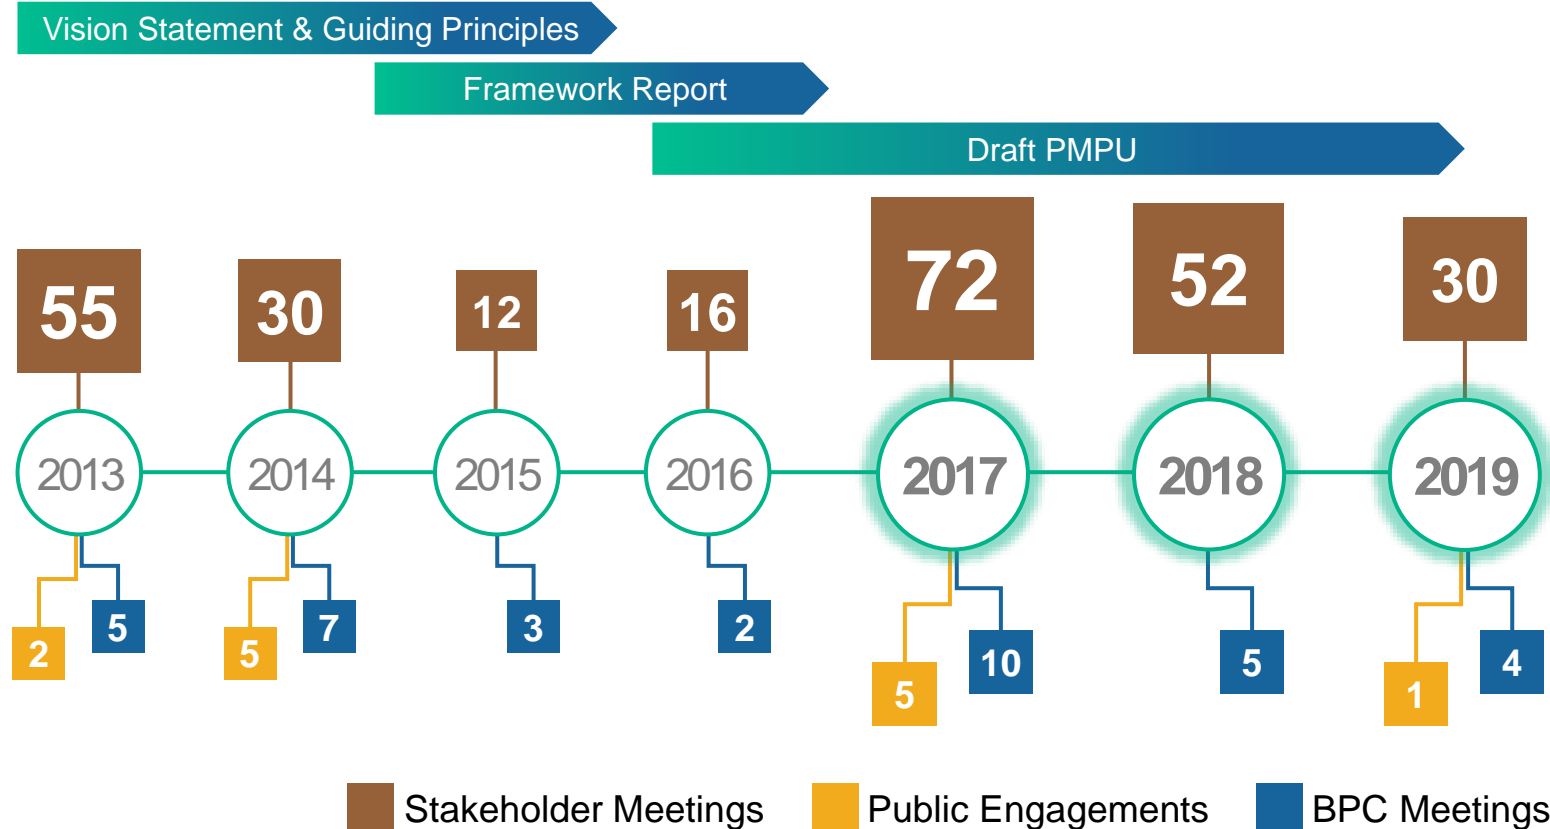 Vision Statement & Guiding Principles
Framework Report
Draft PMPU
55 30 12 16 72 52 30
2013 2014 2015 2016 2017 2018 2019
2 5 5 7 3 2 5 10 5 1 4
Stakeholder Meetings Public Engagements BPC Meetings